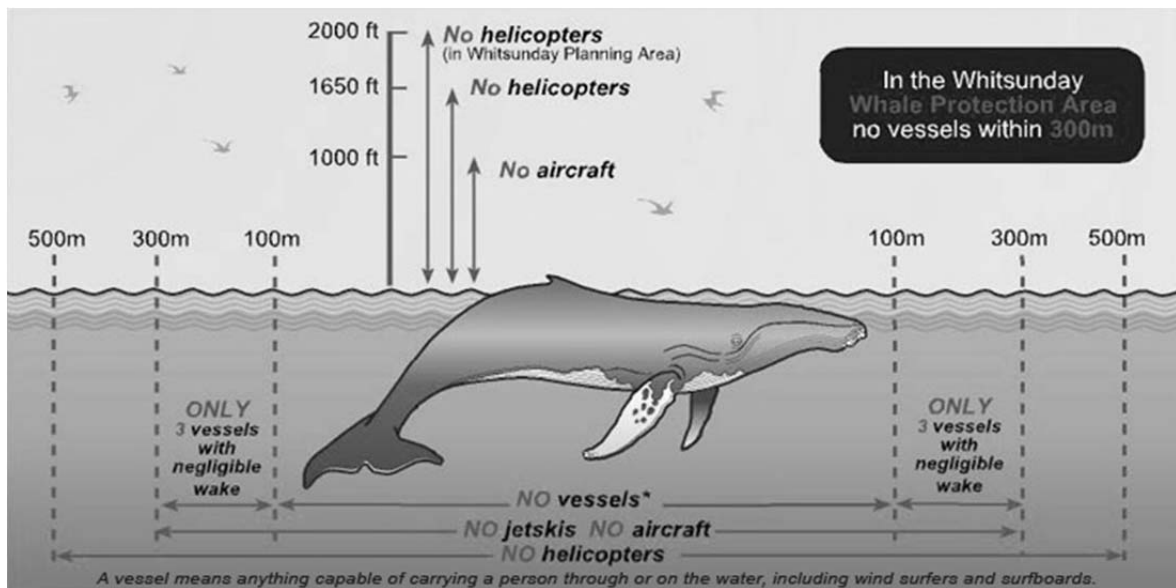 2000 ft
No helicopters
(in Whitsunday Planning Area)
1650 ft
No helicopters
1000 ft
No aircraft
In the Whitsunday
Whale Protection Area
no vessels within 300m
500m
300m
100m
100m
300m
500m
ONLY
3 vessels
with
negligible
wake
ONLY
3 vessels
with
negligible
wake
NO vessels*
NO jetskis NO aircraft
NO helicopters
A vessel means anything capable of carrying a person through or on the water, including wind surfers and surfboards.